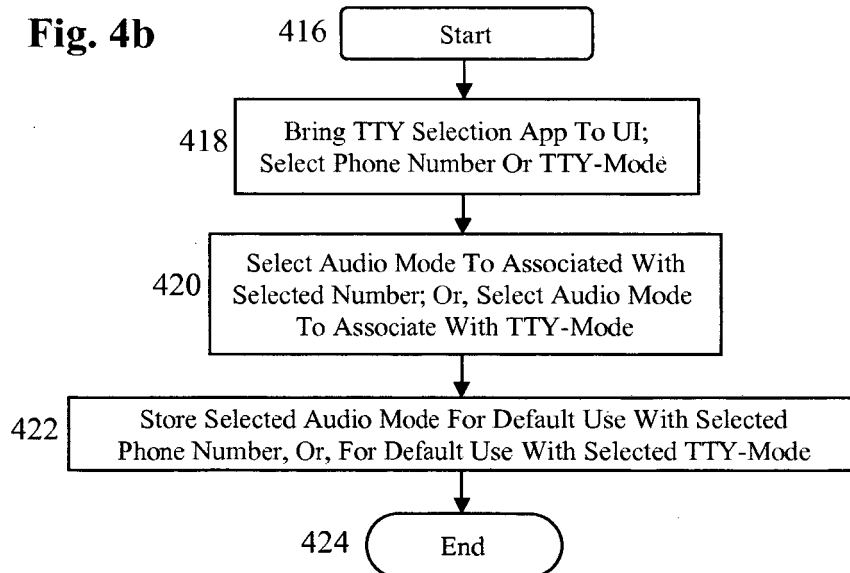 Fig. 4b
416
Start
418
Bring TTY Selection App To UI;
Select Phone Number Or TTY-Mode
420
Select Audio Mode To Associated With
Selected Number; Or, Select Audio Mode
To Associate With TTY-Mode
422
Store Selected Audio Mode For Default Use With Selected
Phone Number, Or, For Default Use With Selected TTY-Mode
424
End